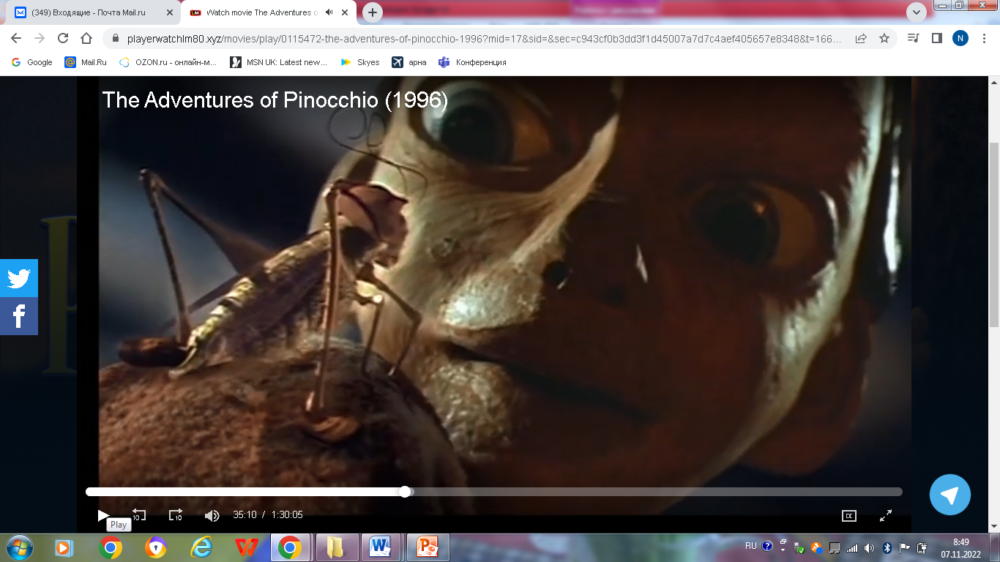 (349) Входящие - Почта Mail.ru
Watch movie The Adventures o
playerwatchlm80.xyz/movies/play/0115472-the-adventures-of-pinocchio-1996?mid=17&sid=&sec=c943cf0b3dd3f1d45007a7d7c4aef405657e8348&t=166…
N
Google
Mail.Ru
OZON.ru - онлайн-м…
MSN UK: Latest new…
Skyes
арна
Конференция
The Adventures of Pinocchio (1996)
10
10
35:10 / 1:30:05
Play
RU
8:49
07.11.2022